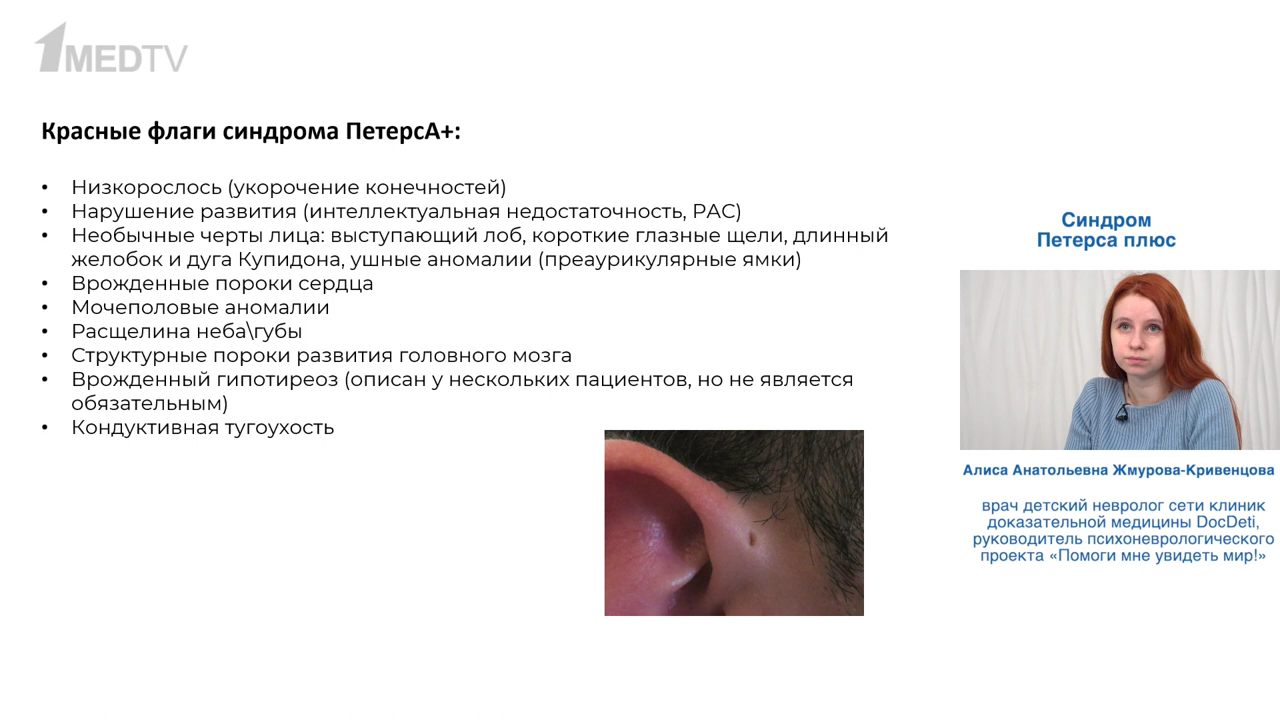 1MEDTV
Красные флаги синдрома ПетерсА+:
• Низкорослось (укорочение конечностей)
• Нарушение развития (интеллектуальная недостаточность, РАС)
• Необычные черты лица: выступающий лоб, короткие глазные щели, длинный
желобок и дуга Купидона, ушные аномалии (преаурикулярные ямки)
• Врожденные пороки сердца
• Мочеполовые аномалии
• Расщелина неба\губы
• Структурные пороки развития головного мозга
• Врожденный гипотиреоз (описан у нескольких пациентов, но не является
обязательным)
• Кондуктивная тугоухость
Синдром
Петерса плюс
Алиса Анатольевна Жмурова-Кривенцова
врач детский невролог сети клиник
доказательной медицины DocDeti,
руководитель психоневрологического
проекта «Помоги мне увидеть мир!»